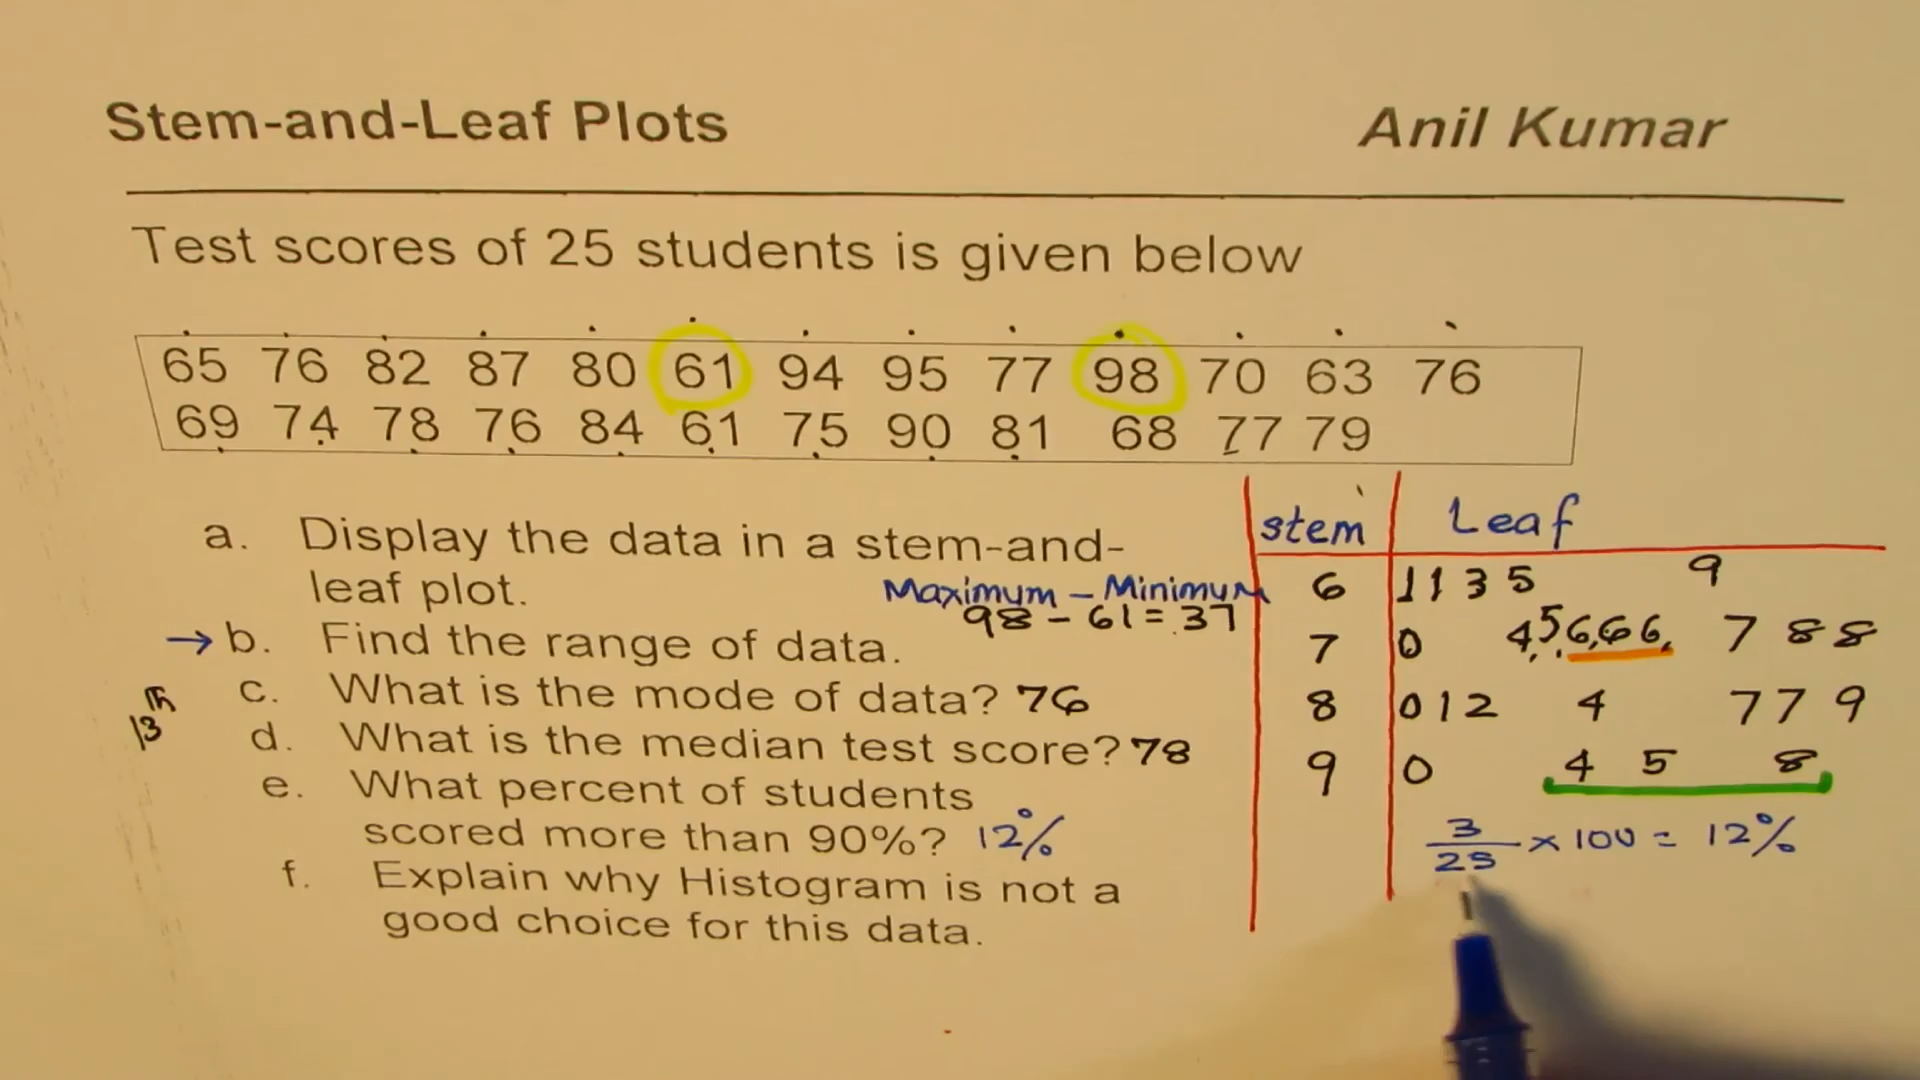 Stem-and-Leaf Plots Anil Kumar
Test scores of 25 students is given below
65 76 82 87 80 61 94 95 77 98 70 63 76
69 74 78 76 84 61 75 90 81 68 77 79
a. Display the data in a stem-and-
leaf plot.
Maximum - Minimum
98 - 61 = 37
→ b. Find the range of data.
c. What is the mode of data? 76
13th
d. What is the median test score? 78
e. What percent of students
scored more than 90%? 12%
f. Explain why Histogram is not a
good choice for this data.
stem Leaf
6 1 1 3 5 9
7 0 4 5 6 6 6 7 8 8
8 0 1 2 4 7 7 9
9 0 4 5 8
3/25 × 100 = 12%